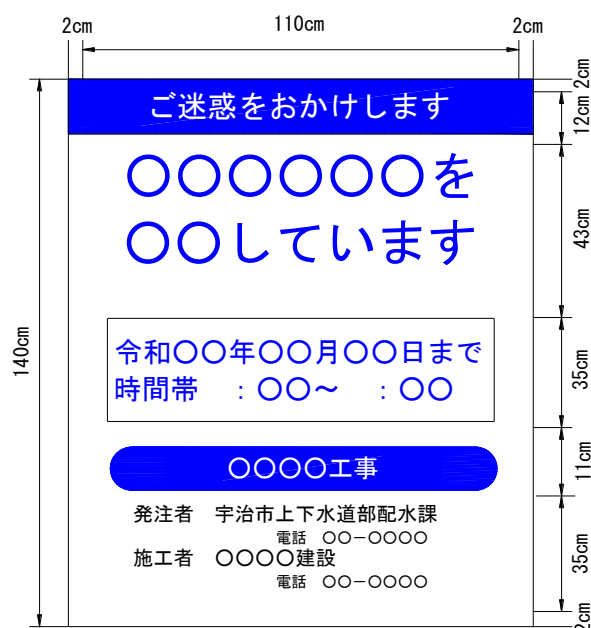 2cm 110cm 2cm
2cm
ご迷惑をおかけします
12cm
〇〇〇〇〇〇を
〇〇しています
43cm
140cm
令和〇〇年〇〇月〇〇日まで
時間帯 :〇〇～ :〇〇
35cm
〇〇〇〇工事
11cm
発注者 宇治市上下水道部配水課
電話 〇〇－〇〇〇〇
施工者 〇〇〇〇建設
電話 〇〇－〇〇〇〇
35cm
2cm